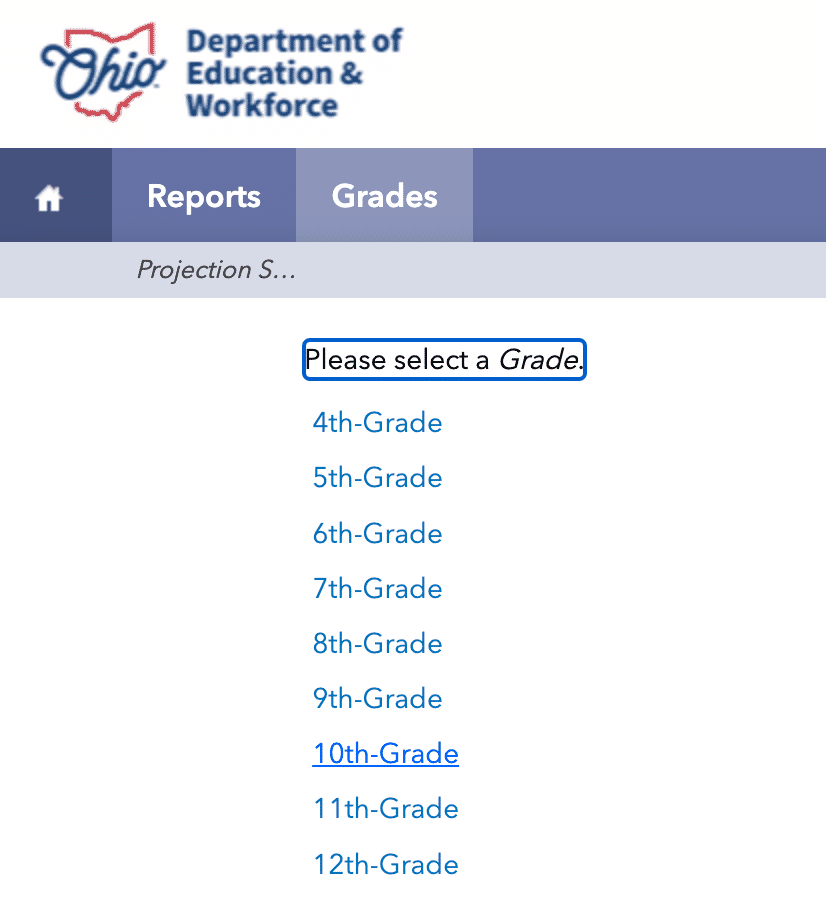 Ohio
Department of
Education &
Workforce
Reports
Grades
Projection S...
Please select a Grade.
4th-Grade
5th-Grade
6th-Grade
7th-Grade
8th-Grade
9th-Grade
10th-Grade
11th-Grade
12th-Grade